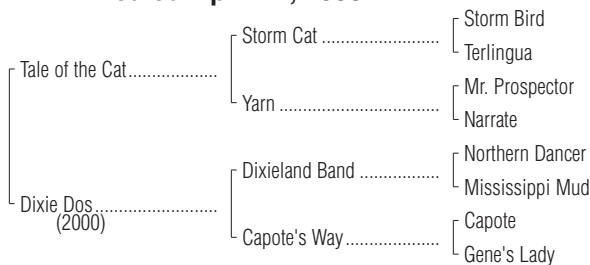 Storm Bird
Storm Cat........................
Terlingua
Tale of the Cat..................
Mr. Prospector
Yarn ................................
Narrate
Northern Dancer
Dixieland Band ................
Mississippi Mud
Dixie Dos.........................
(2000)
Capote
Capote's Way...................
Gene's Lady